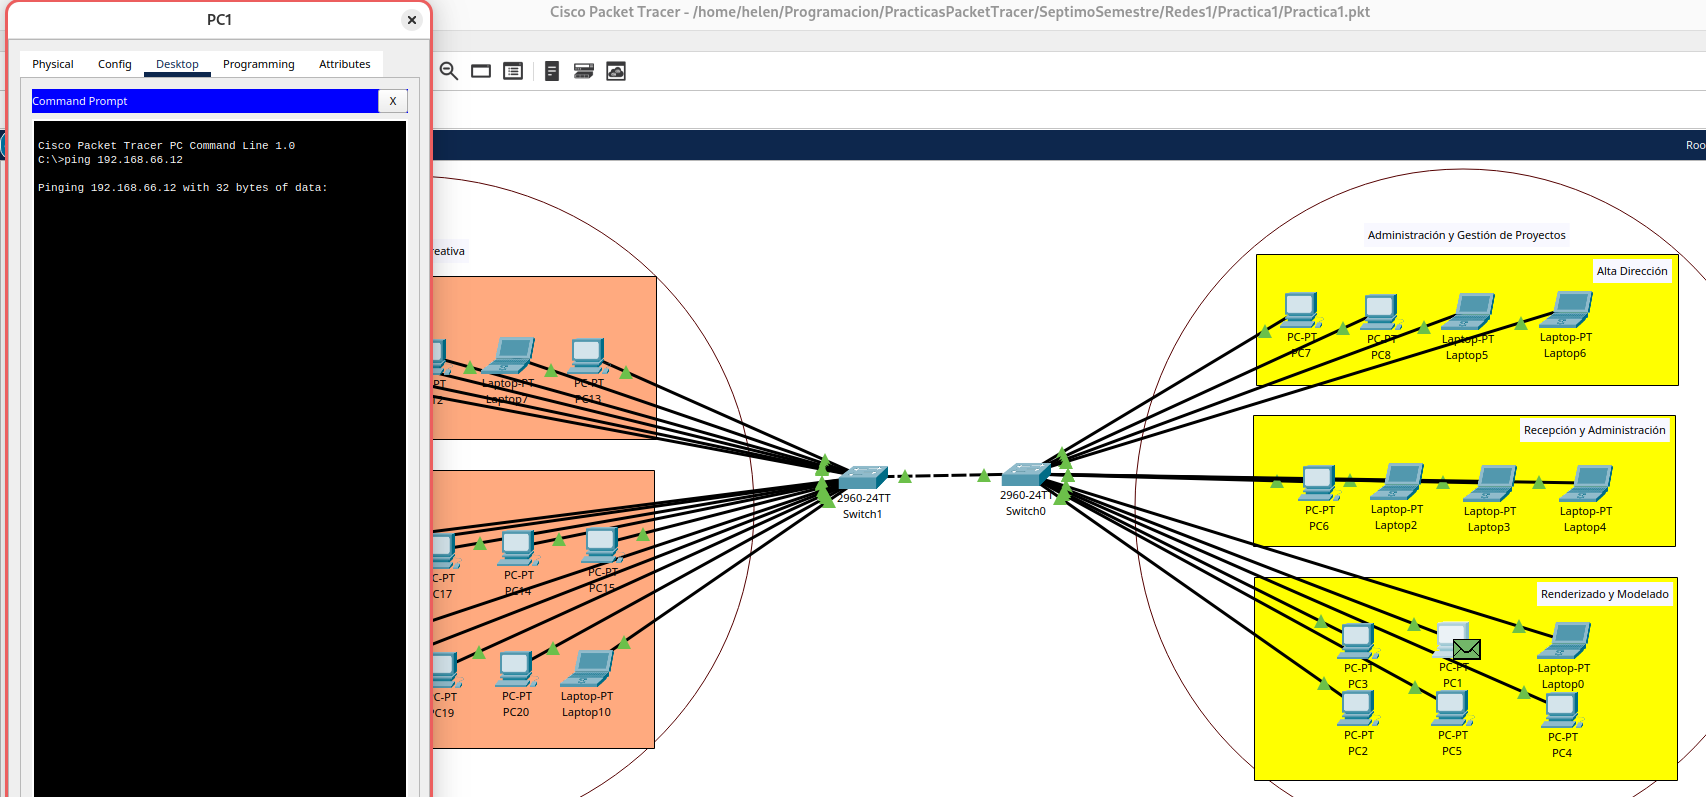 PC1
Cisco Packet Tracer - /home/helen/Programacion/PracticasPacketTracer/SeptimoSemestre/Redes1/Practica1/Practica1.pkt
Physical
Config
Desktop
Programming
Attributes
Command Prompt
X
Cisco Packet Tracer PC Command Line 1.0
C:\>ping 192.168.66.12
Pinging 192.168.66.12 with 32 bytes of data:
Roo
reativa
Laptop-PT
Laptop7
PC-PT
PC13
PT
12
C-PT
C17
PC-PT
PC14
PC-PT
PC15
C-PT
C19
PC-PT
PC20
Laptop-PT
Laptop10
2960-24TT
Switch1
2960-24TT
Switch0
Administración y Gestión de Proyectos
Alta Dirección
PC-PT
PC7
PC-PT
PC8
Laptop-PT
Laptop5
Laptop-PT
Laptop6
Recepción y Administración
PC-PT
PC6
Laptop-PT
Laptop2
Laptop-PT
Laptop3
Laptop-PT
Laptop4
Renderizado y Modelado
PC-PT
PC3
PC-PT
PC1
Laptop-PT
Laptop0
PC-PT
PC2
PC-PT
PC5
PC-PT
PC4